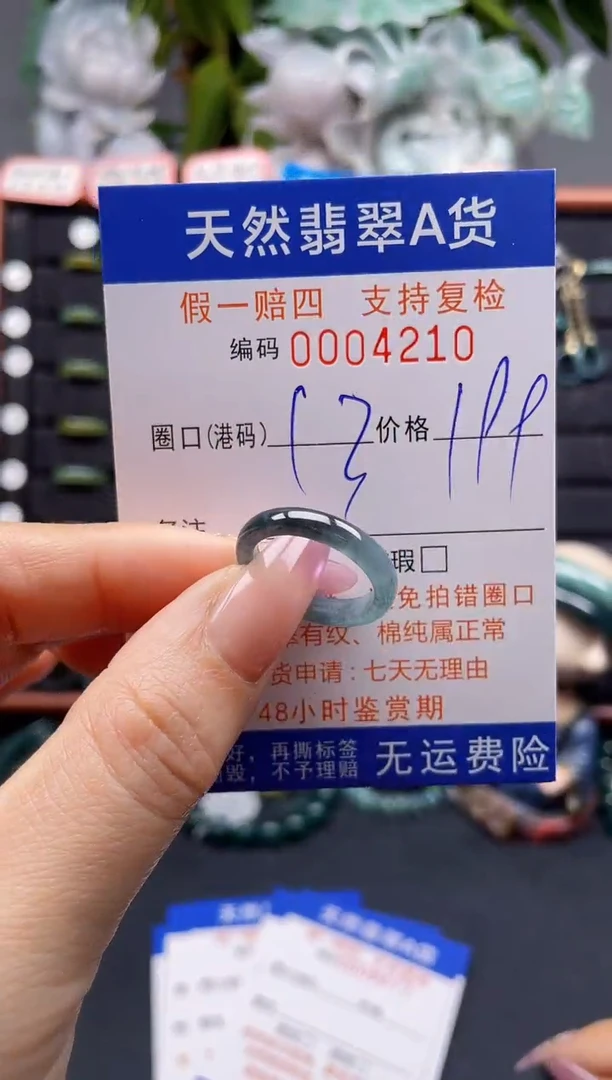 天然翡翠A货
假一赔四 支持复检
编码 0004210
圈口(港码) 13 价格
备注
瑕□
免拍错圈口
有纹、棉纯属正常
货申请:七天无理由
48小时鉴赏期
好，再撕标签
毁，不予理赔
无运费险